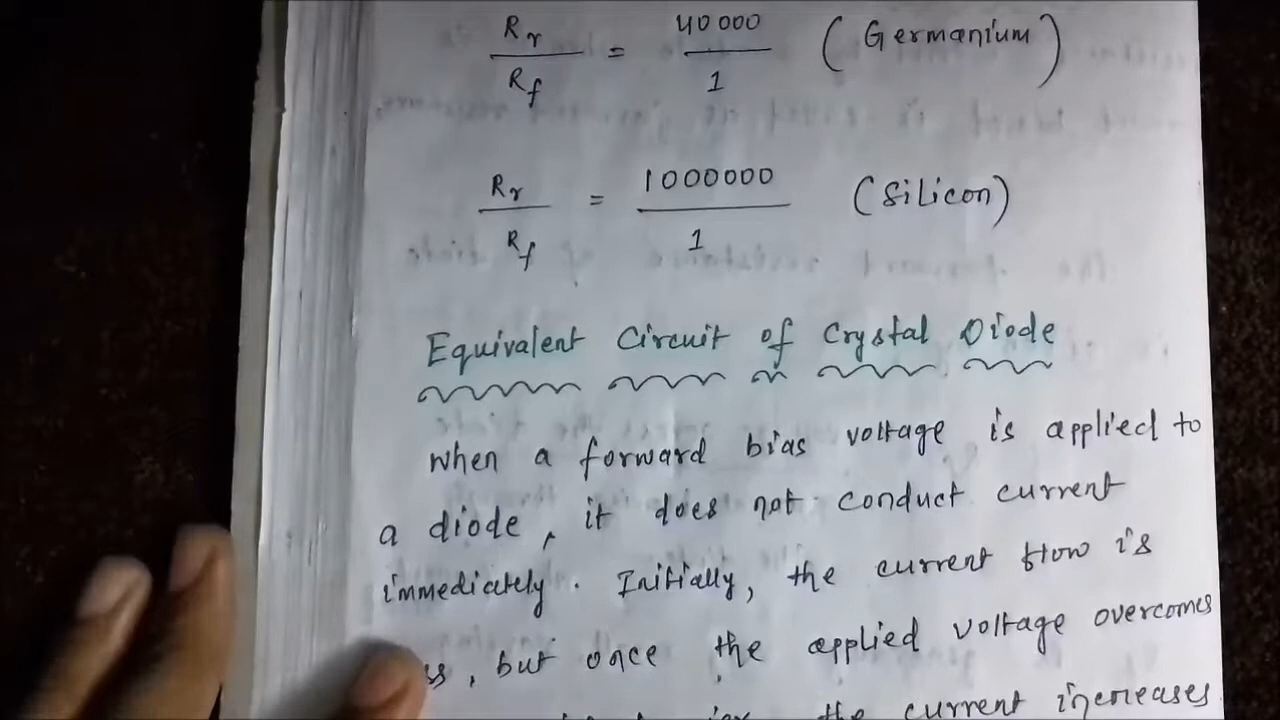 Rr / Rf = 40000 / 1 (Germanium)
Rr / Rf = 1000000 / 1 (Silicon)
Equivalent Circuit of Crystal Diode
When a forward bias voltage is applied to
a diode, it does not conduct current
immediately. Initially, the current flow is
, but once the applied voltage overcomes
the current increases